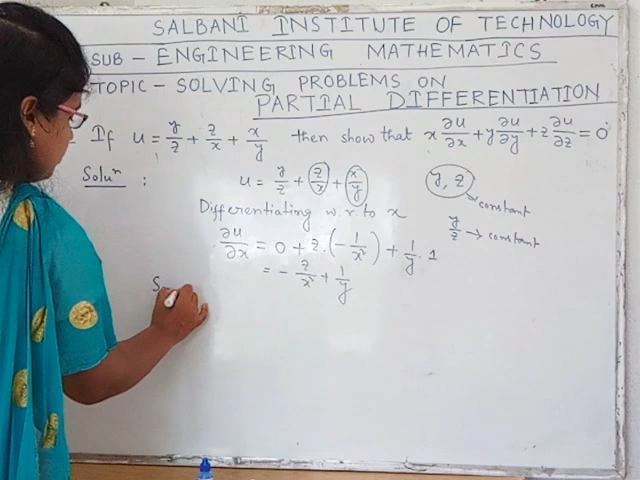 SALBANI INSTITUTE OF TECHNOLOGY
SUB - ENGINEERING MATHEMATICS
TOPIC - SOLVING PROBLEMS ON
PARTIAL DIFFERENTIATION
If u = y/z + z/x + x/y then show that x ∂u/∂x + y ∂u/∂y + z ∂u/∂z = 0
Soluⁿ :
u = y/z + z/x + x/y
y, z → constant
Differentiating w.r.to x
y/z → constant
∂u/∂x = 0 + z·(-1/x²) + 1/y·1
= -z/x² + 1/y
S